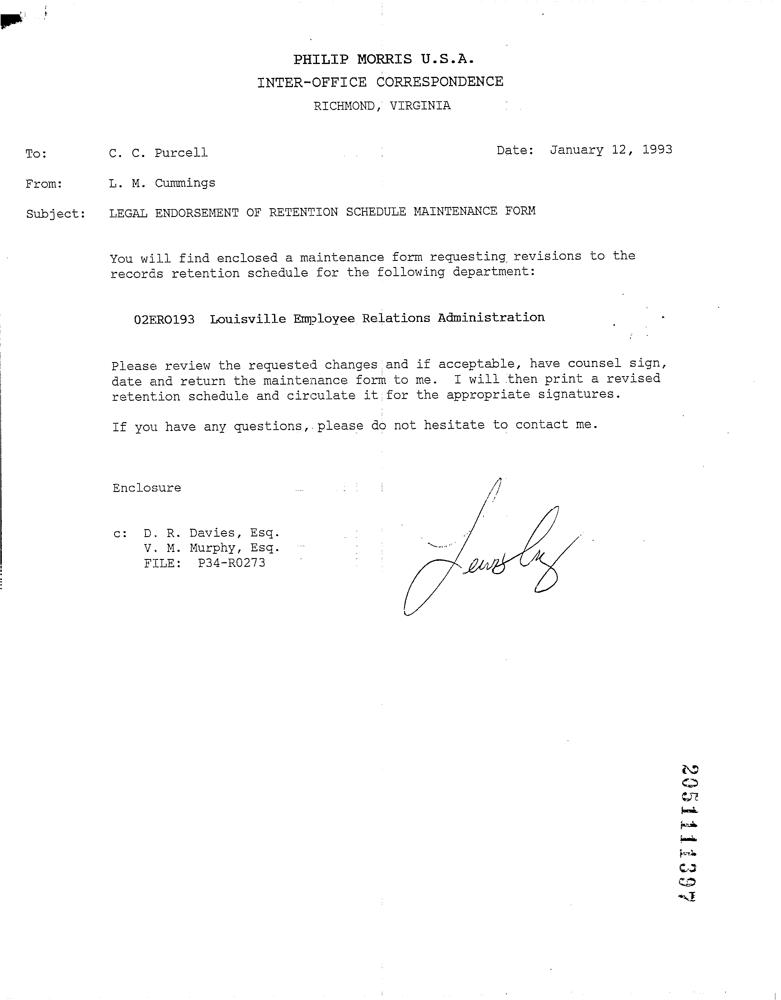 PHILIP MORRIS U.S.A.
INTER-OFFICE CORRESPONDENCE
RICHMOND, VIRGINIA
To: C. C. Purcell Date: January 12, 1993
From: L. M. Cummings
Subject: LEGAL ENDORSEMENT OF RETENTION SCHEDULE MAINTENANCE FORM
You will find enclosed a maintenance form requesting revisions to the
records retention schedule for the following department:
02ER0193 Louisville Employee Relations Administration
Please review the requested changes and if acceptable, have counsel sign,
date and return the maintenance form to me. I will then print a revised
retention schedule and circulate it for the appropriate signatures.
If you have any questions, please do not hesitate to contact me.
Enclosure
c: D. R. Davies, Esq.
V. M. Murphy, Esq.
FILE: P34-R0273
2051111397